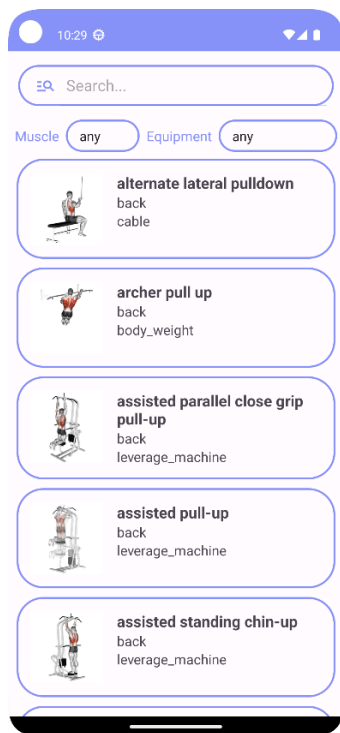 10:29
Search...
Muscle any Equipment any
alternate lateral pulldown
back
cable
archer pull up
back
body_weight
assisted parallel close grip
pull-up
back
leverage_machine
assisted pull-up
back
leverage_machine
assisted standing chin-up
back
leverage_machine